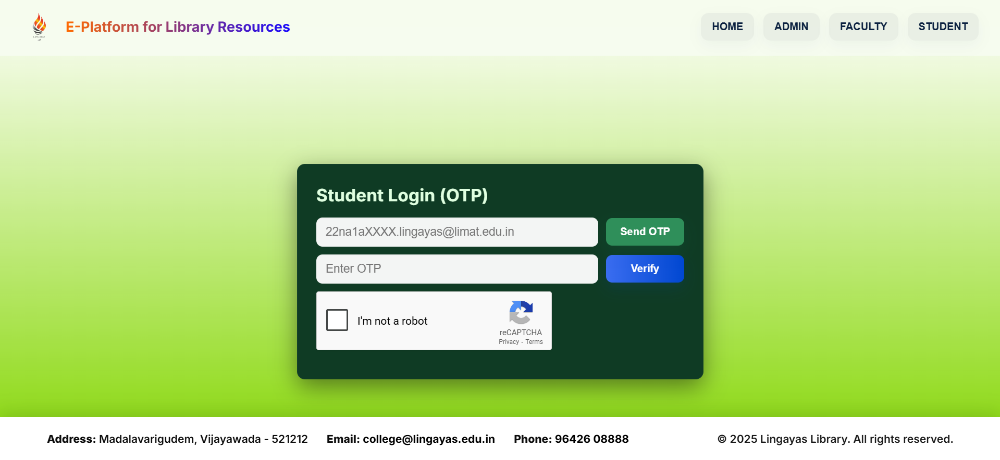 LINGAYAS
E-Platform for Library Resources
HOME
ADMIN
FACULTY
STUDENT
Student Login (OTP)
22na1aXXXX.lingayas@limat.edu.in
Send OTP
Enter OTP
Verify
I'm not a robot
reCAPTCHA
Privacy - Terms
Address: Madalavarigudem, Vijayawada - 521212
Email: college@lingayas.edu.in
Phone: 96426 08888
© 2025 Lingayas Library. All rights reserved.